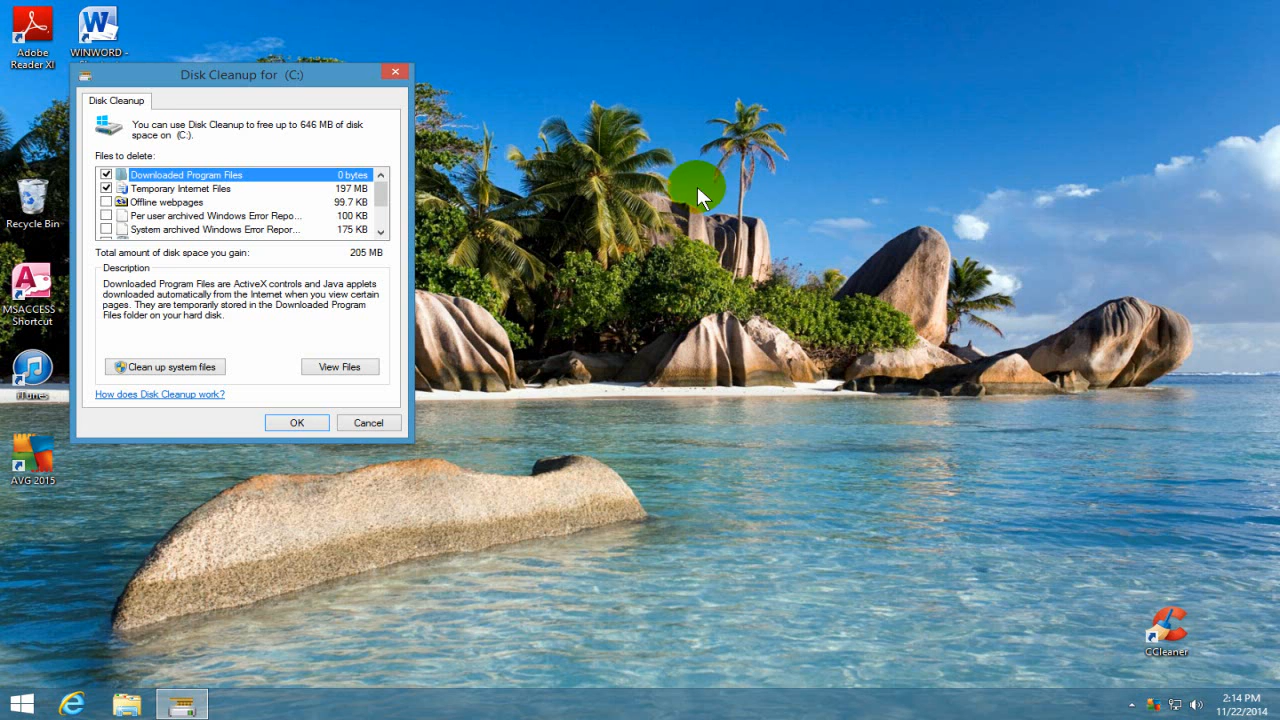 Adobe
Reader XI
WINWORD -
Disk Cleanup for (C:)
Disk Cleanup
You can use Disk Cleanup to free up to 646 MB of disk
space on (C:).
Files to delete:
Downloaded Program Files 0 bytes
Temporary Internet Files 197 MB
Offline webpages 99.7 KB
Per user archived Windows Error Repo... 100 KB
System archived Windows Error Repor... 175 KB
Total amount of disk space you gain: 205 MB
Description
Downloaded Program Files are ActiveX controls and Java applets
downloaded automatically from the Internet when you view certain
pages. They are temporarily stored in the Downloaded Program
Files folder on your hard disk.
Clean up system files
View Files
How does Disk Cleanup work?
OK
Cancel
Recycle Bin
MSACCESS -
Shortcut
iTunes
AVG 2015
CCleaner
2:14 PM
11/22/2014